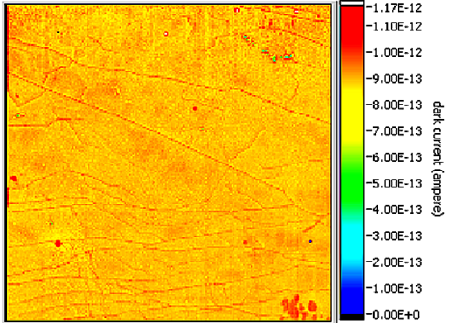 1.17E-12
1.10E-12
1.00E-12
9.00E-13
8.00E-13
7.00E-13
6.00E-13
5.00E-13
4.00E-13
3.00E-13
2.00E-13
1.00E-13
0.00E+0
dark current (ampere)